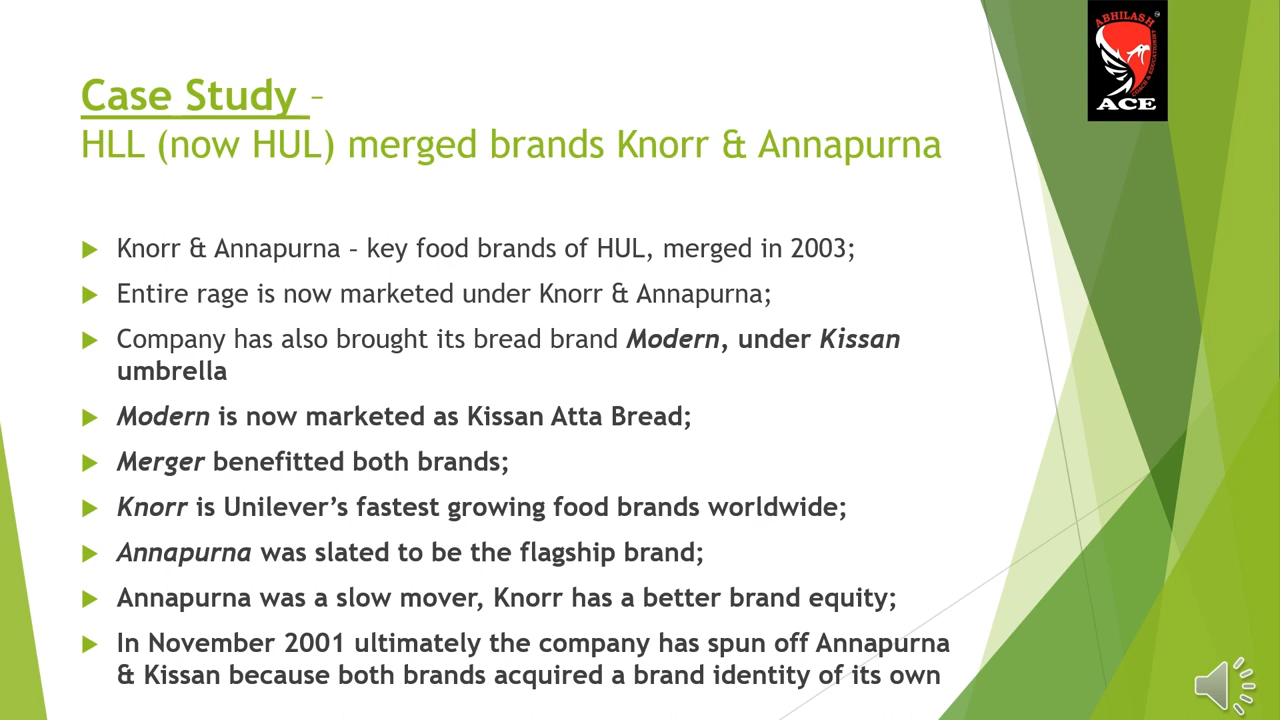 ABHILASH
COACH & EDUCATIONIST
ACE
Case Study –
HLL (now HUL) merged brands Knorr & Annapurna
Knorr & Annapurna – key food brands of HUL, merged in 2003;
Entire rage is now marketed under Knorr & Annapurna;
Company has also brought its bread brand Modern, under Kissan
umbrella
Modern is now marketed as Kissan Atta Bread;
Merger benefitted both brands;
Knorr is Unilever’s fastest growing food brands worldwide;
Annapurna was slated to be the flagship brand;
Annapurna was a slow mover, Knorr has a better brand equity;
In November 2001 ultimately the company has spun off Annapurna
& Kissan because both brands acquired a brand identity of its own